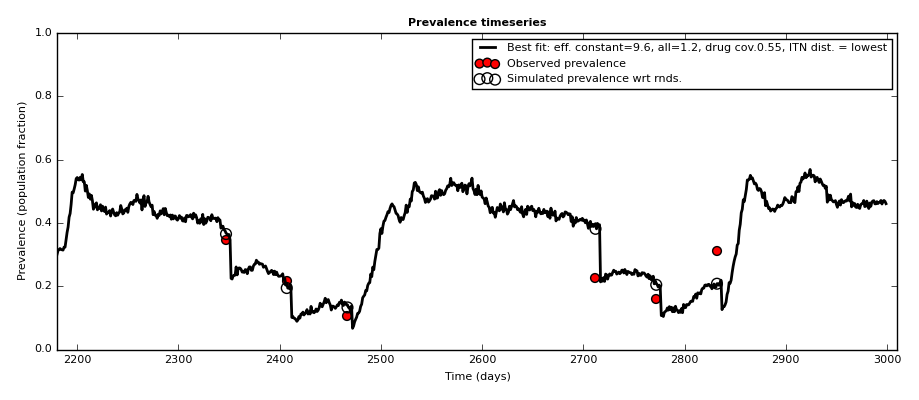 Prevalence timeseries
1.0
0.8
0.6
0.4
0.2
0.0
Prevalence (population fraction)
Best fit: eff. constant=9.6, all=1.2, drug cov.0.55, ITN dist. = lowest
Observed prevalence
Simulated prevalence wrt rnds.
2200 2300 2400 2500 2600 2700 2800 2900 3000
Time (days)